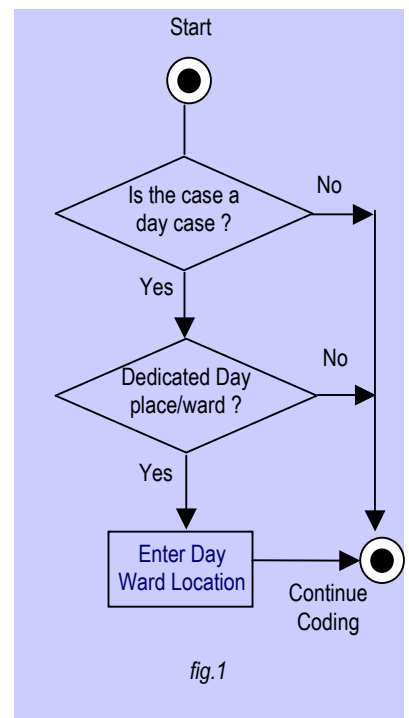 Start
Is the case a
day case ?
No
Yes
Dedicated Day
place/ward ?
No
Yes
Enter Day
Ward Location
Continue
Coding
fig.1